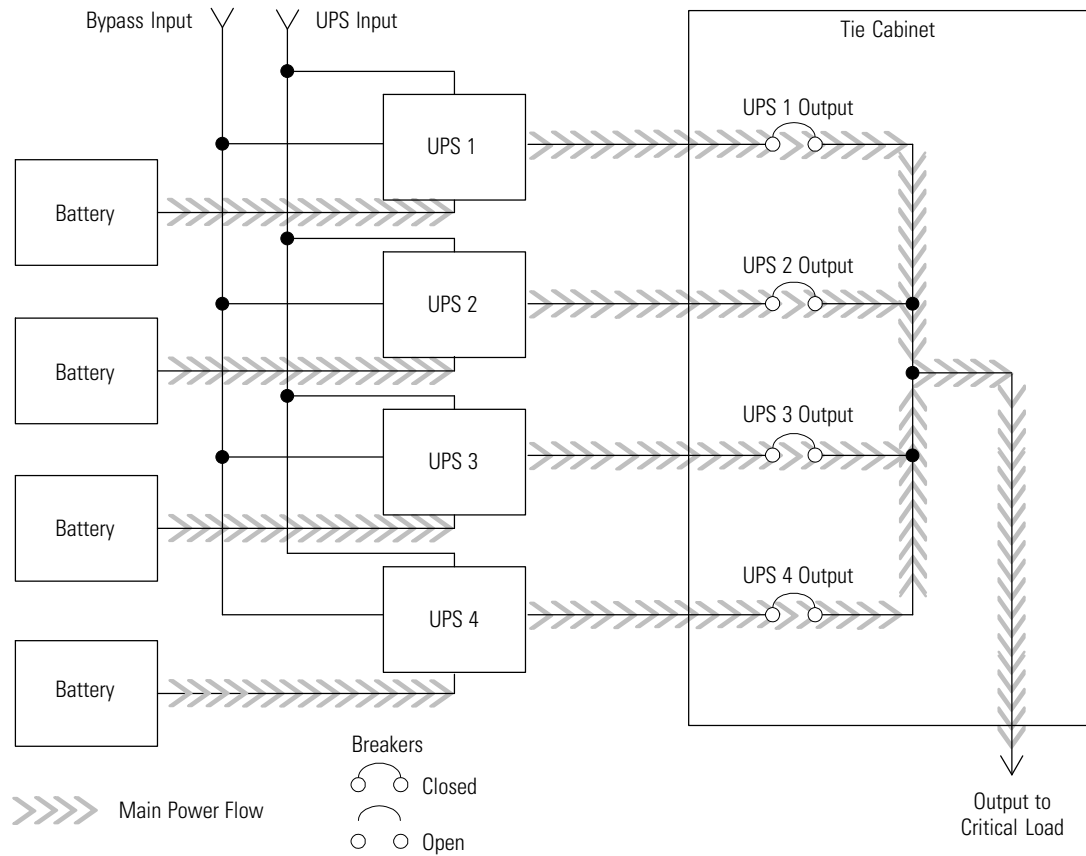 Bypass Input
UPS Input
Tie Cabinet
UPS 1 Output
UPS 1
Battery
UPS 2 Output
UPS 2
Battery
UPS 3 Output
UPS 3
Battery
UPS 4 Output
UPS 4
Battery
Breakers
Closed
Open
Main Power Flow
Output to
Critical Load